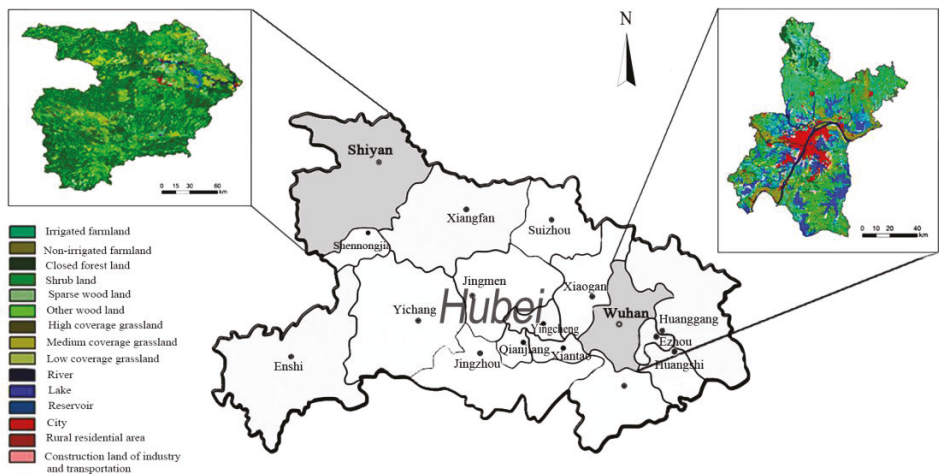 N
0 15 30 60
km
0 10 20 40
km
Shiyan
Xiangfan
Suizhou
Shennongjia
Jingmen
Xiaogan
Hubei
Yichang
Wuhan
Huanggang
Yingcheng
Ezhou
Qianjiang
Xiantao
Huangshi
Enshi
Jingzhou
Irrigated farmland
Non-irrigated farmland
Closed forest land
Shrub land
Sparse wood land
Other wood land
High coverage grassland
Medium coverage grassland
Low coverage grassland
River
Lake
Reservoir
City
Rural residential area
Construction land of industry
and transportation